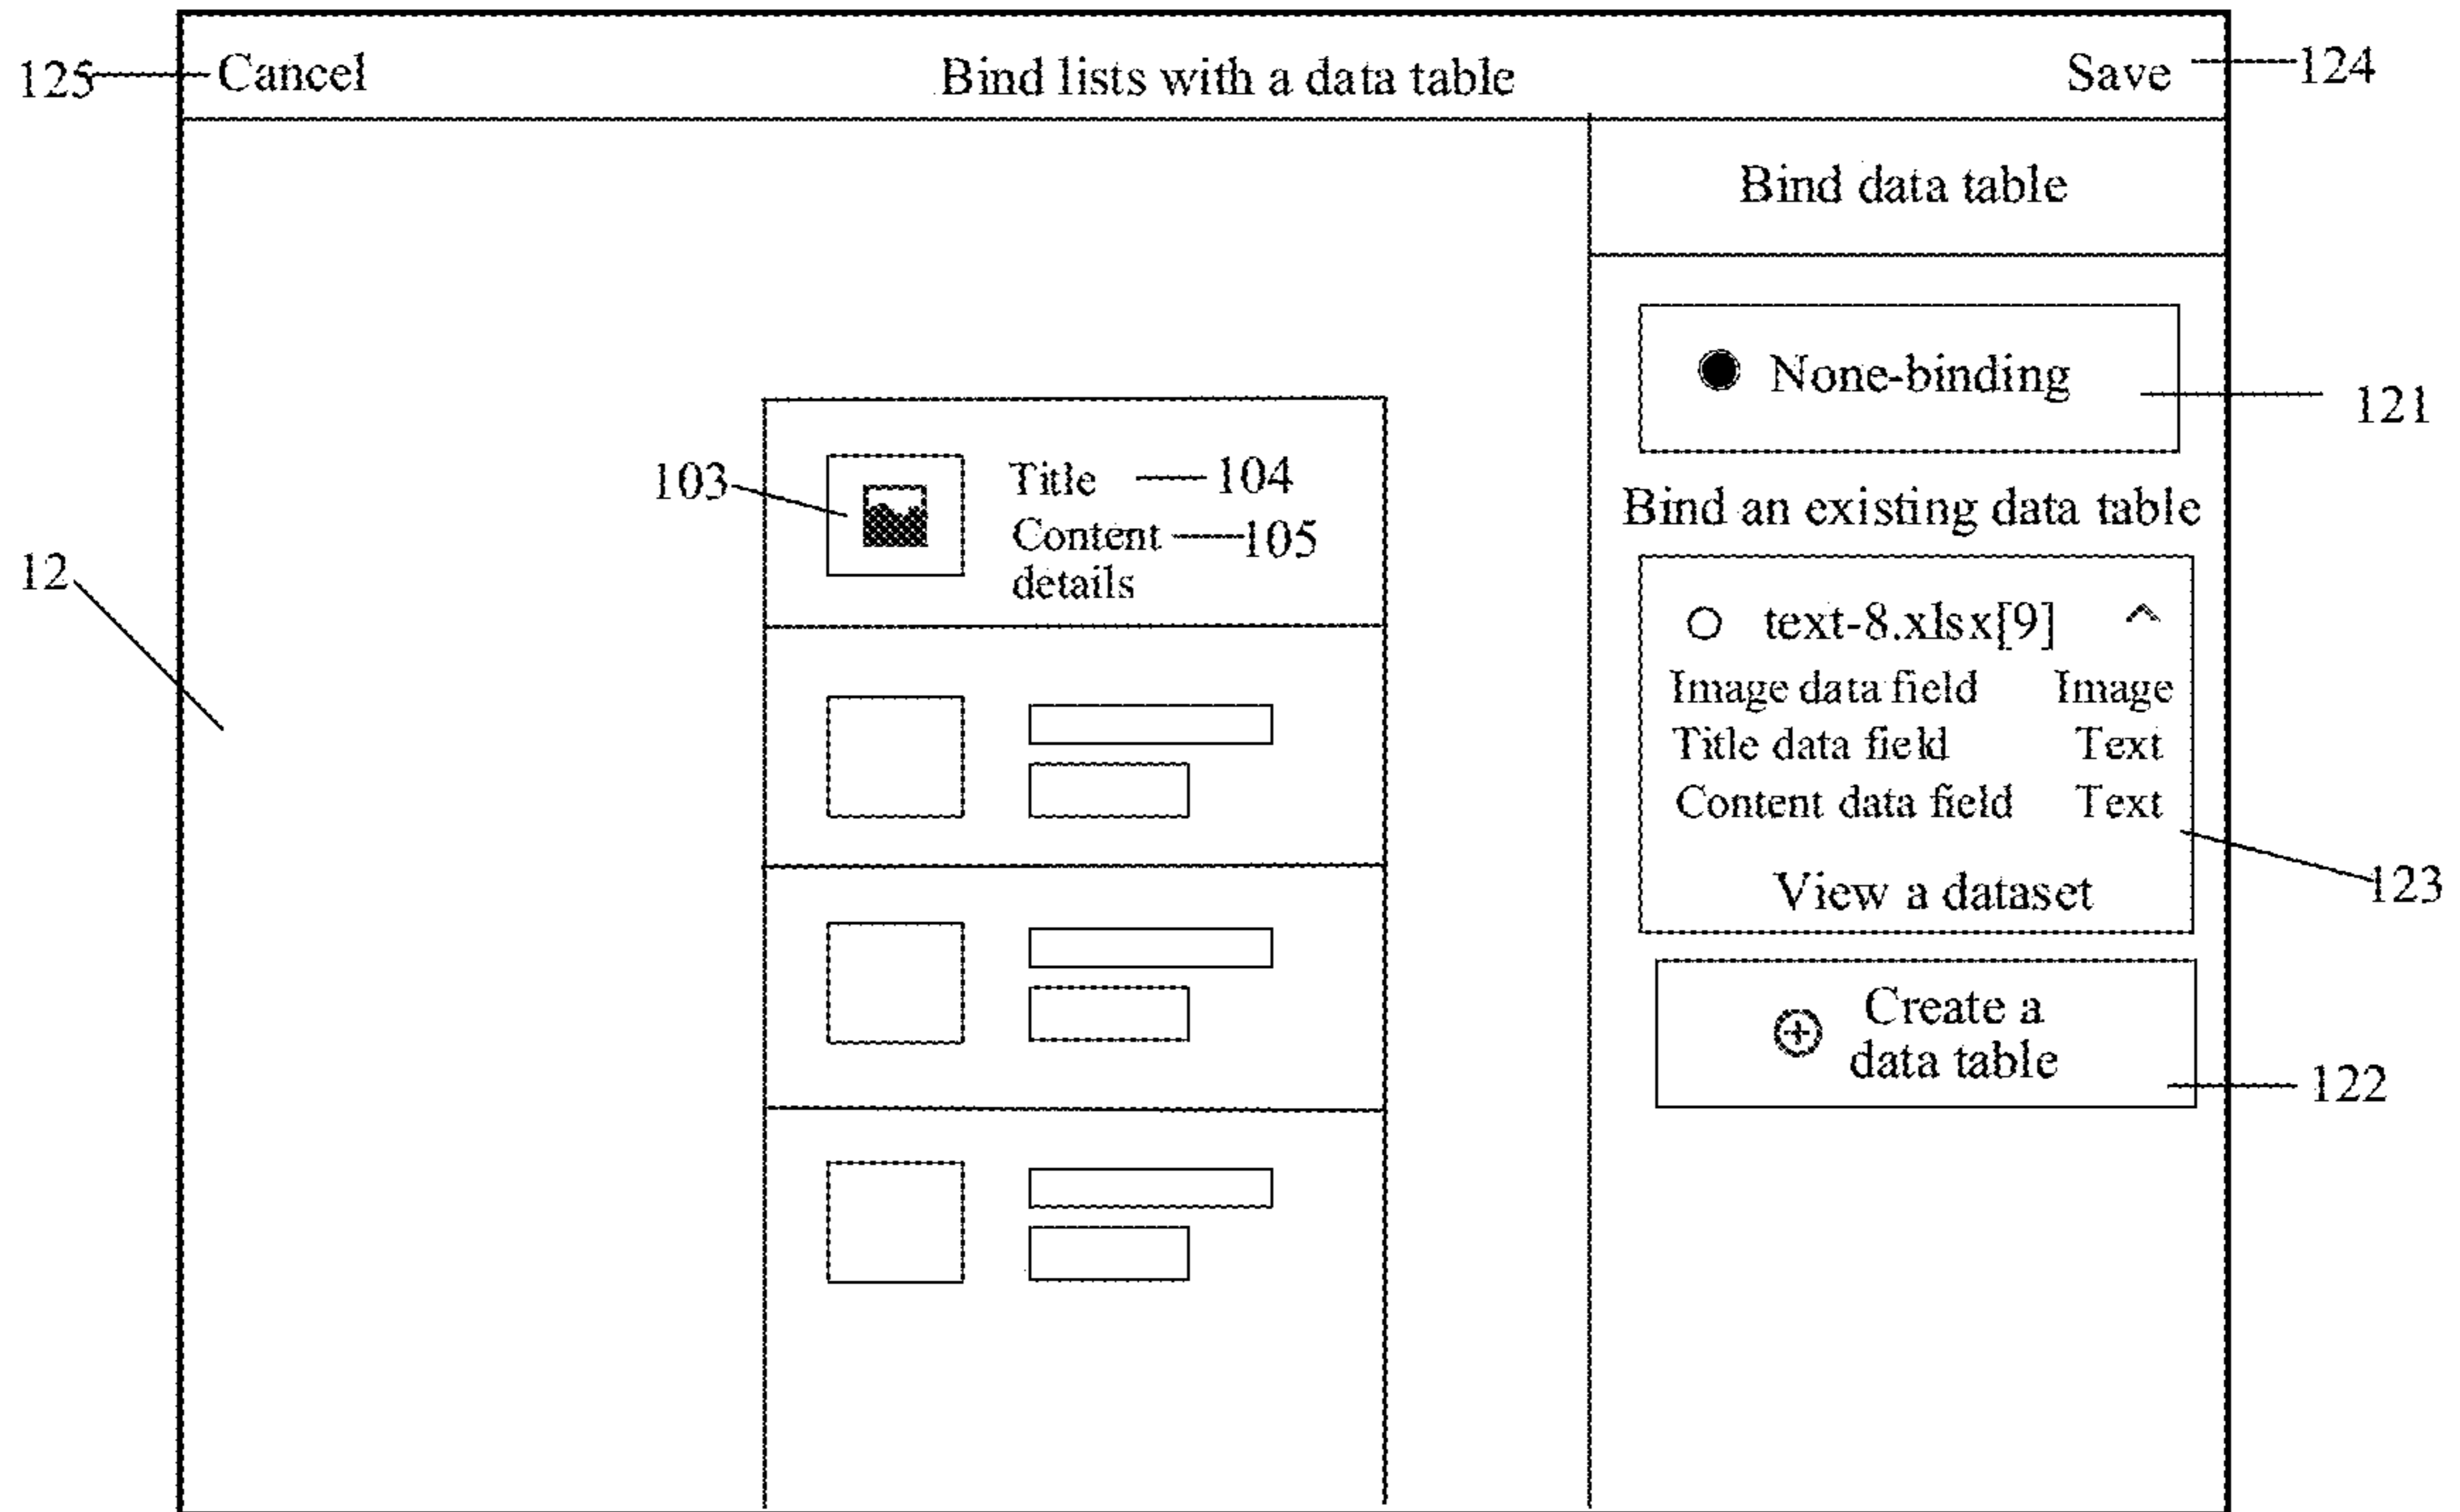 125 Cancel Bind lists with a data table Save 124
Bind data table
None-binding
121
Bind an existing data table
103 Title 104
Content 105
details
12
text-8.xlsx[9] ^
Image data field Image
Title data field Text
Content data field Text
123
View a dataset
Create a
data table
122